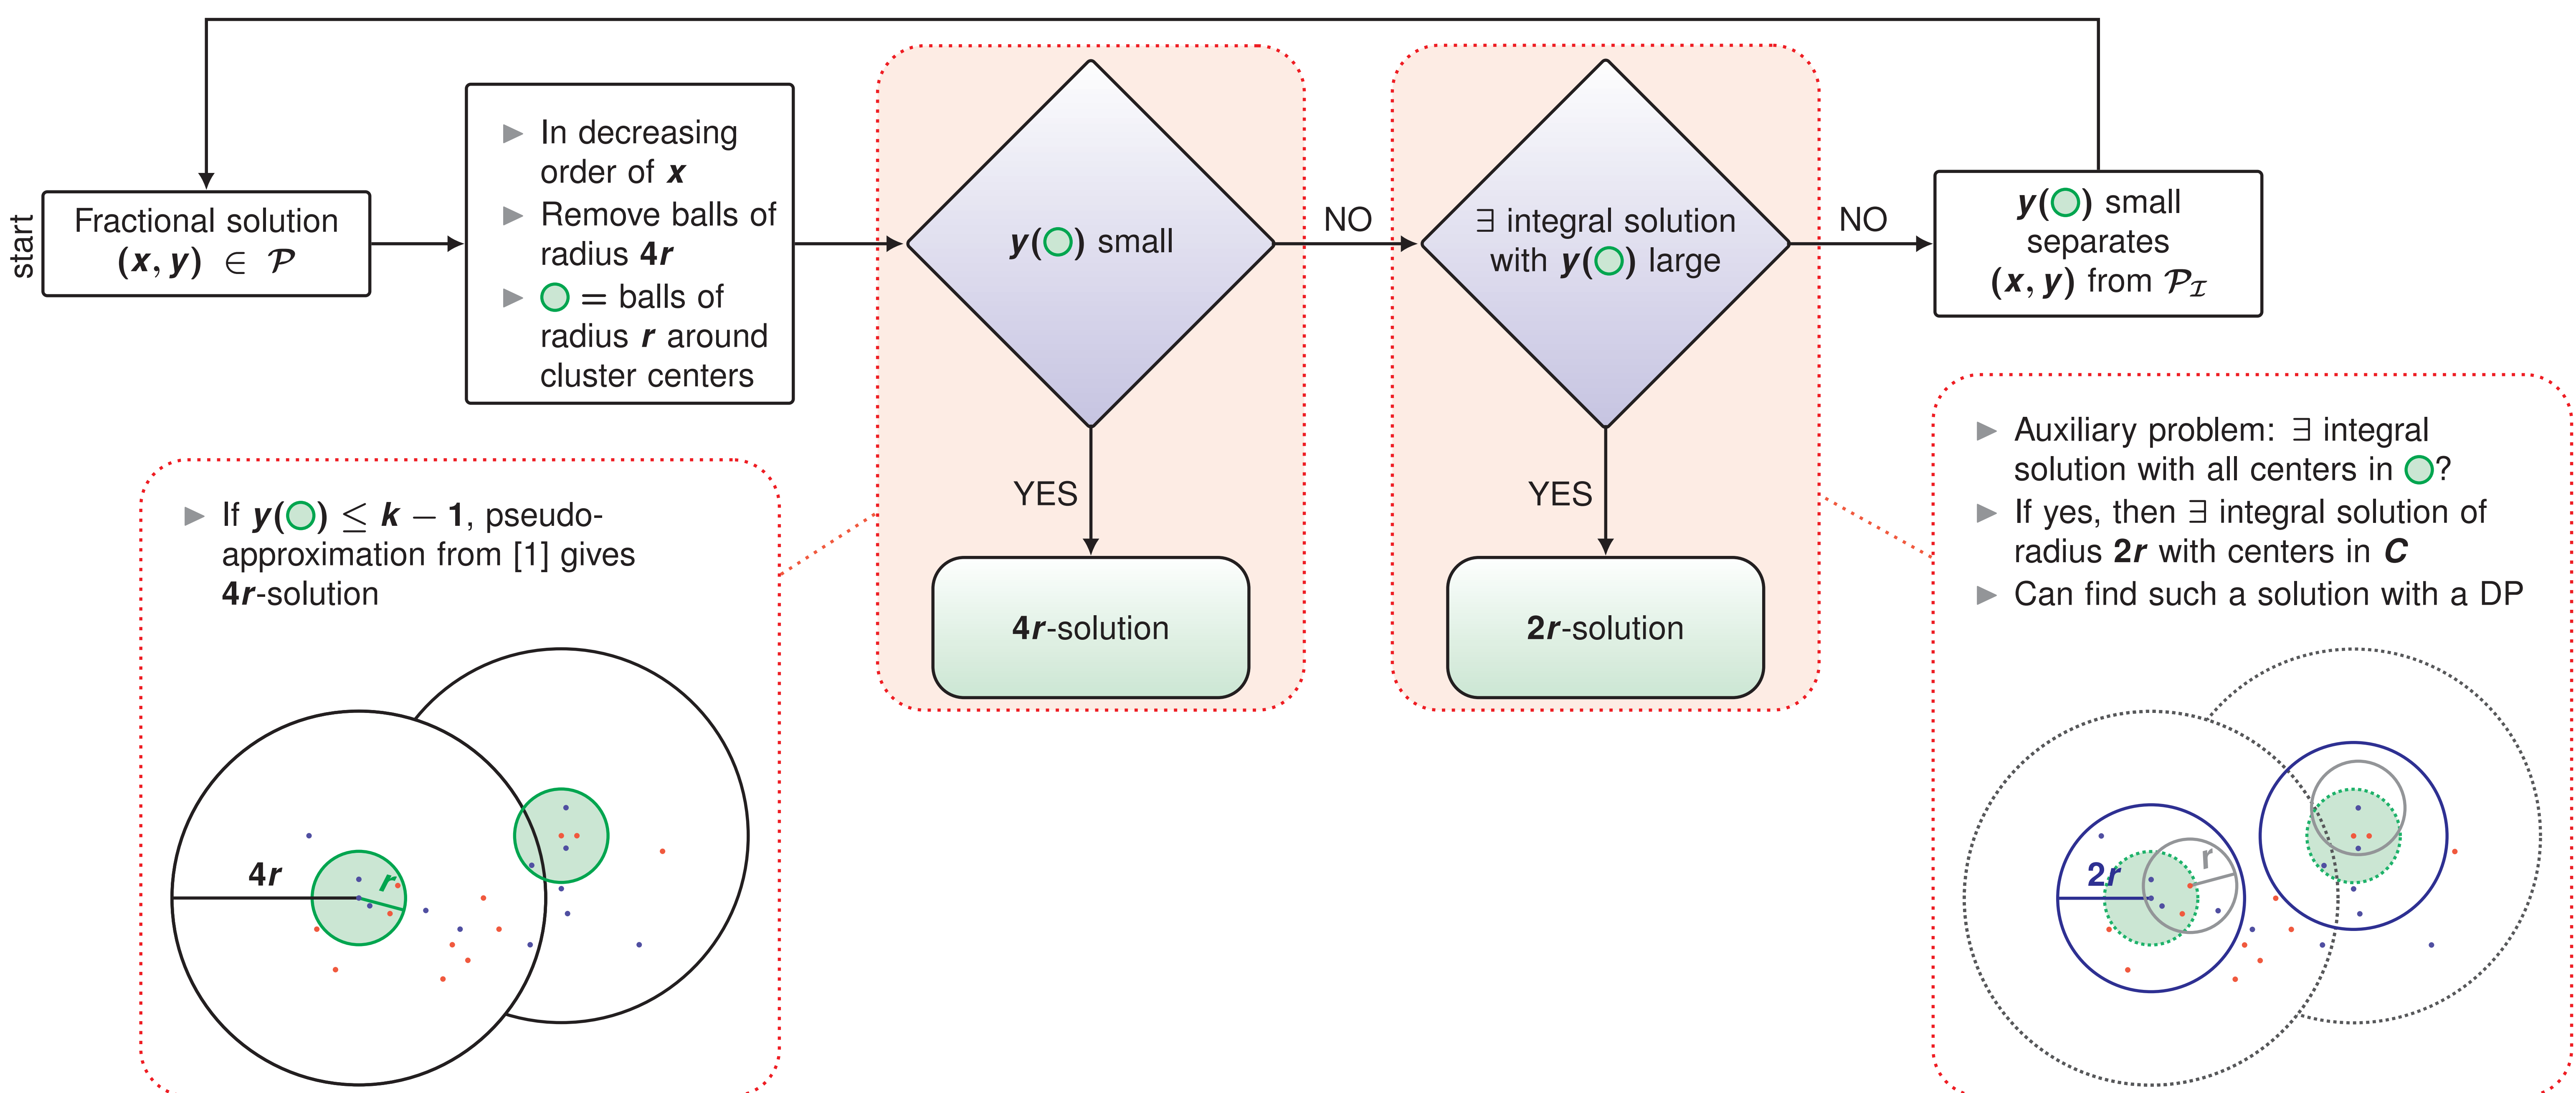 start
Fractional solution
(x, y) ∈ P
▶ In decreasing
order of x
▶ Remove balls of
radius 4r
▶ = balls of
radius r around
cluster centers
y( ) small
NO
∃ integral solution
with y( ) large
NO
y( ) small
separates
(x, y) from P_I
YES
4r-solution
YES
2r-solution
▶ If y( ) ≤ k − 1, pseudo-
approximation from [1] gives
4r-solution
4r
r
▶ Auxiliary problem: ∃ integral
solution with all centers in ?
▶ If yes, then ∃ integral solution of
radius 2r with centers in C
▶ Can find such a solution with a DP
2r
r